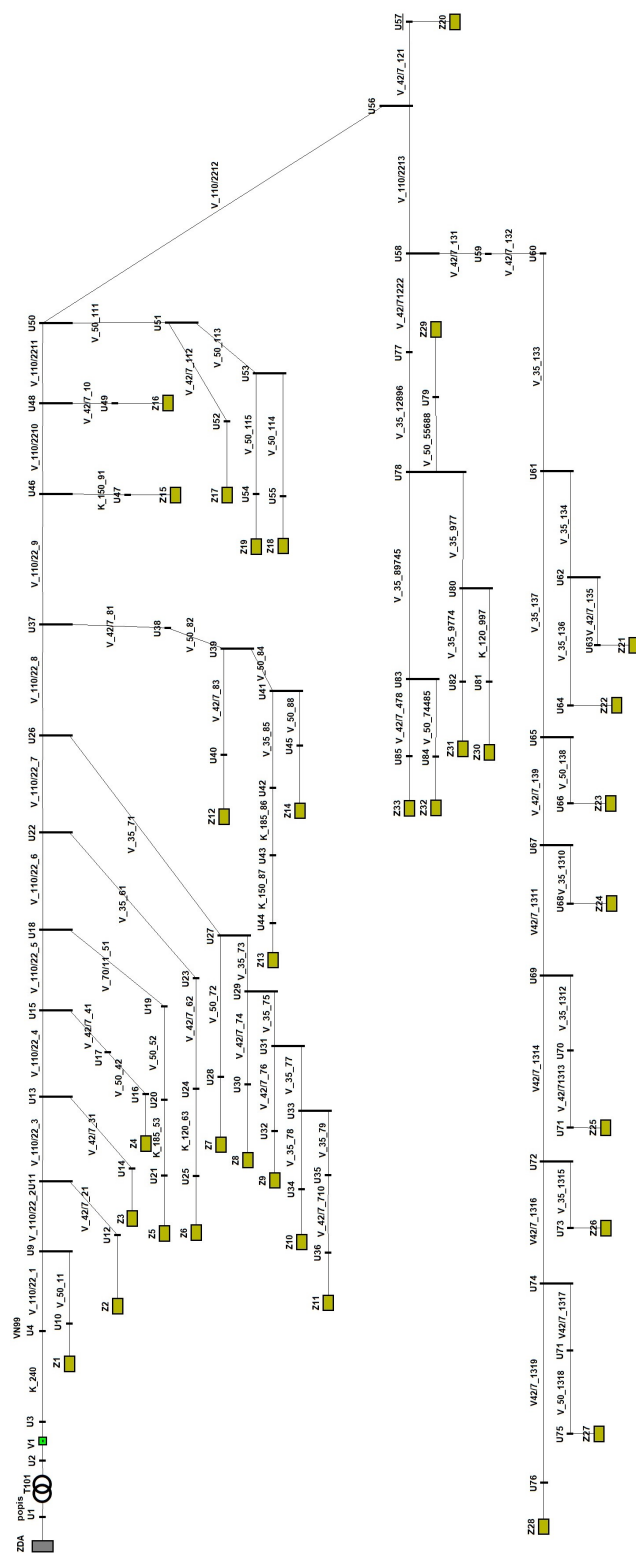 ZDA
popis
U1
T101
U2
V1
U3
K_240
VN99
U4
V_110/22_1
U9
V_110/22_2
U11
V_110/22_3
U13
V_110/22_4
U15
V_110/22_5
U18
V_110/22_6
U22
V_110/22_7
U26
V_110/22_8
U37
V_110/22_9
U46
V_110/2210
U48
V_110/2211
U50
V_110/2212
V_50_11
U10
Z1
V_42/7_21
U12
Z2
V_42/7_31
U14
Z3
V_42/7_41
U17
V_50_42
U16
Z4
V_70/11_51
U19
V_50_52
U20
K_185_53
U21
Z5
V_35_61
U23
V_42/7_62
U24
K_120_63
U25
Z6
V_35_71
U27
V_50_72
U28
Z7
V_35_73
U29
V_42/7_74
U30
Z8
V_35_75
U31
V_42/7_76
U32
Z9
V_35_77
U33
V_35_78
U34
Z10
V_35_79
U35
V_42/7_710
U36
Z11
V_42/7_81
U38
V_50_82
U39
V_42/7_83
U40
Z12
V_50_84
U41
V_35_85
U42
K_185_86
U43
K_150_87
U44
Z13
V_50_88
U45
Z14
K_150_91
U47
Z15
V_42/7_10
U49
Z16
V_50_111
U51
V_42/7_112
U52
Z17
V_50_113
U53
V_50_115
U54
Z19
V_50_114
U55
Z18
U56
V_42/7_121
U57
Z20
V_110/2213
U58
V_42/71222
U77
V_35_12896
U78
V_50_55688
U79
Z29
V_35_89745
U83
V_42/7_478
U85
Z33
V_50_74485
U84
Z32
V_35_977
U80
V_35_9774
U82
Z31
K_120_997
U81
Z30
V_42/7_131
U59
V_42/7_132
U60
V_35_133
U61
V_35_134
U62
V_42/7_135
U63
Z21
V_35_136
U64
Z22
V_35_137
U65
V_50_138
U66
Z23
V_42/7_139
U67
V_35_1310
U68
Z24
V42/7_1311
U69
V_35_1312
U70
V_42/71313
U71
Z25
V42/7_1314
U72
V_35_1315
U73
Z26
V42/7_1316
U74
V42/7_1317
U71
V_50_1318
U75
Z27
V42/7_1319
U76
Z28